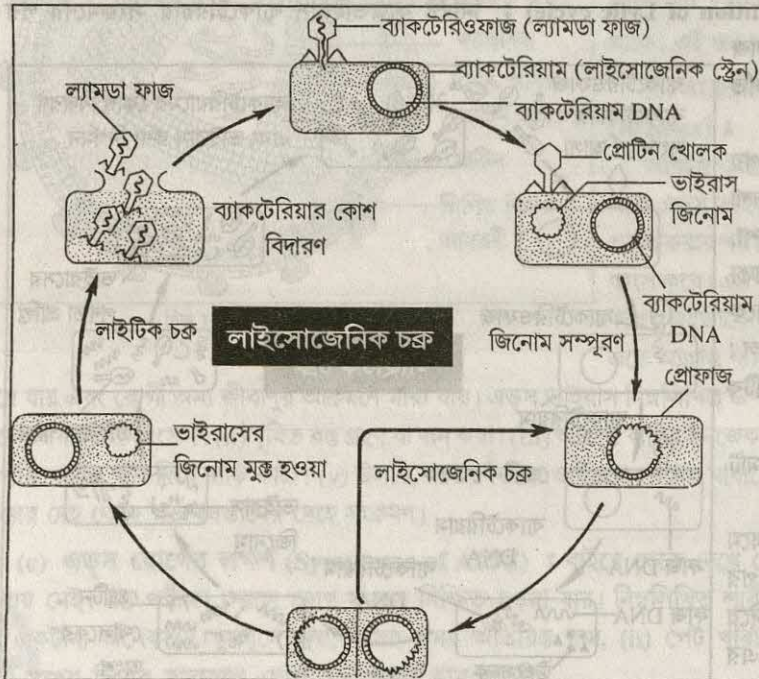 ব্যাকটেরিওফাজ (ল্যামডা ফাজ)
ল্যামডা ফাজ
ব্যাকটেরিয়াম (লাইসোজেনিক স্ট্রেন)
ব্যাকটেরিয়াম DNA
প্রোটিন খোলক
ভাইরাস
জিনোম
ব্যাকটেরিয়ার কোশ
বিদারণ
ব্যাকটেরিয়াম
DNA
লাইটিক চক্র
লাইসোজেনিক চক্র
জিনোম সম্পূরণ
প্রোফাজ
ভাইরাসের
জিনোম মুক্ত হওয়া
লাইসোজেনিক চক্র